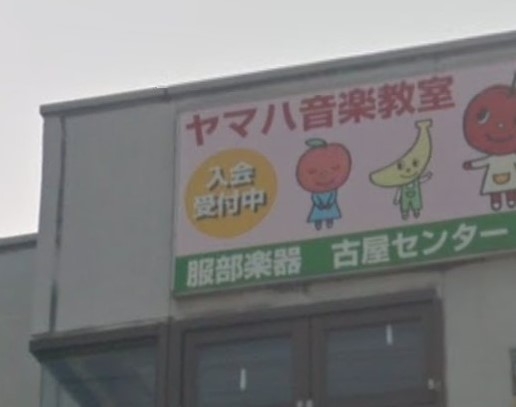 ヤマハ音楽教室
入会
受付中
服部楽器 古屋センター